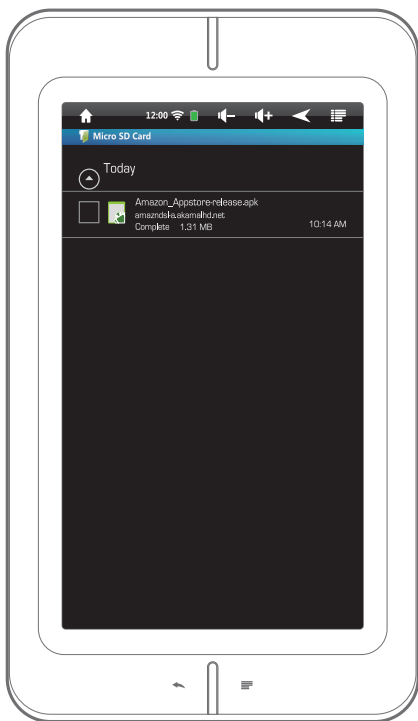 12:00
Micro SD Card
Today
Amazon_Appstore-release.apk
amazndsl-a.akamaihd.net
Complete 1.31 MB 10:14 AM